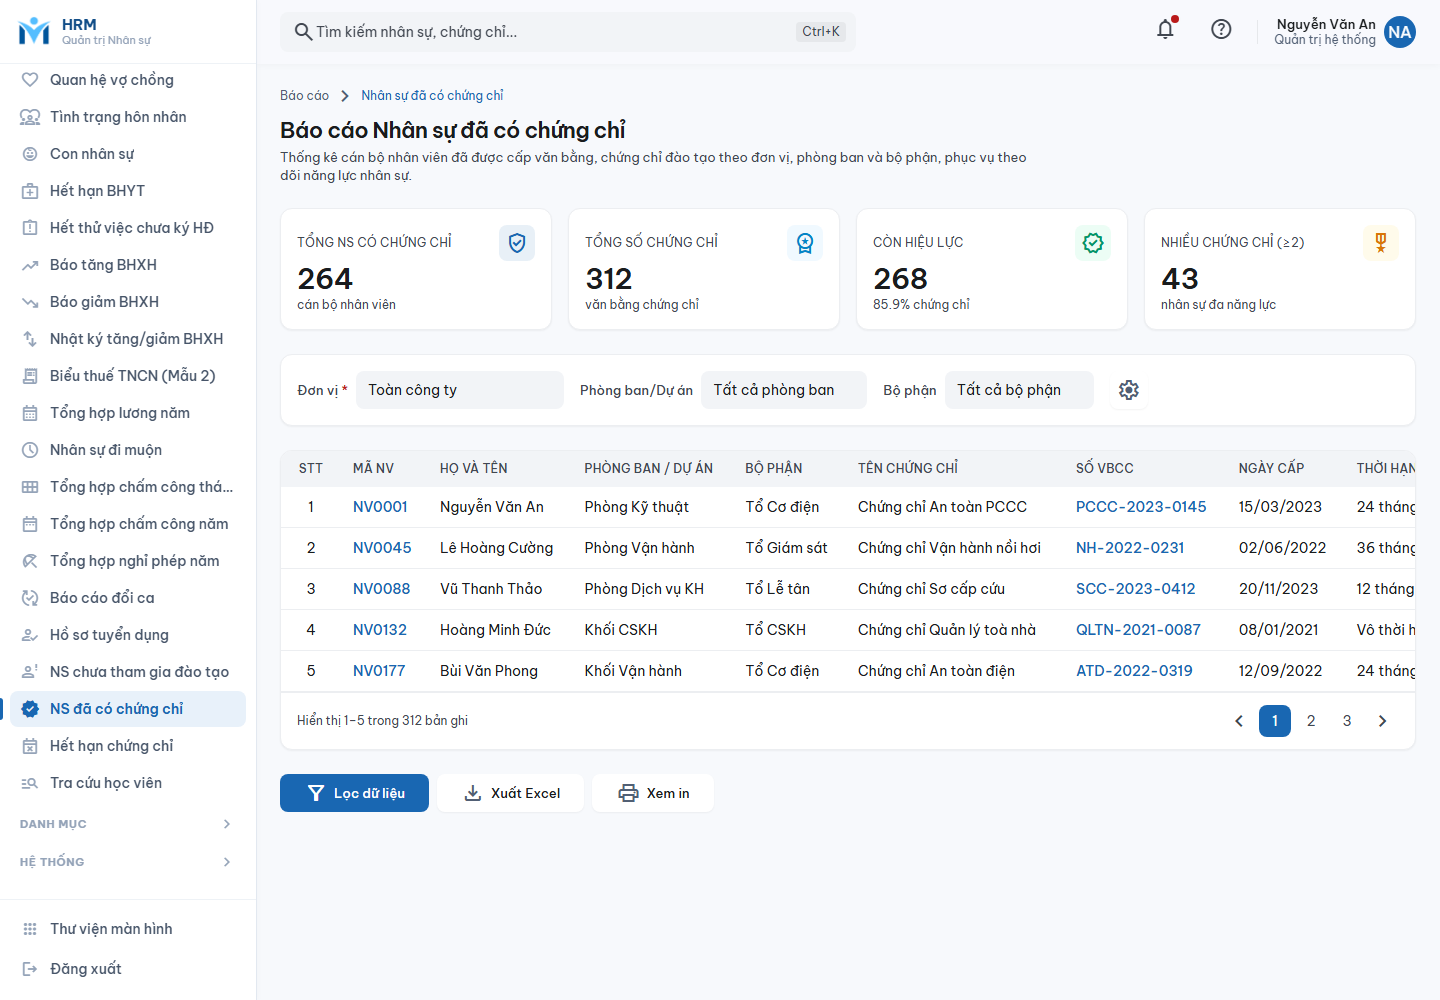 HRM
Quản trị Nhân sự
Quan hệ vợ chồng
Tình trạng hôn nhân
Con nhân sự
Hết hạn BHYT
Hết thử việc chưa ký HĐ
Báo tăng BHXH
Báo giảm BHXH
Nhật ký tăng/giảm BHXH
Biểu thuế TNCN (Mẫu 2)
Tổng hợp lương năm
Nhân sự đi muộn
Tổng hợp chấm công thá...
Tổng hợp chấm công năm
Tổng hợp nghỉ phép năm
Báo cáo đổi ca
Hồ sơ tuyển dụng
NS chưa tham gia đào tạo
NS đã có chứng chỉ
Hết hạn chứng chỉ
Tra cứu học viên
DANH MỤC
HỆ THỐNG
Thư viện màn hình
Đăng xuất
Tìm kiếm nhân sự, chứng chỉ... Ctrl+K
Nguyễn Văn An
Quản trị hệ thống
NA
Báo cáo Nhân sự đã có chứng chỉ
Báo cáo Nhân sự đã có chứng chỉ
Thống kê cán bộ nhân viên đã được cấp văn bằng, chứng chỉ đào tạo theo đơn vị, phòng ban và bộ phận, phục vụ theo
dõi năng lực nhân sự.
TỔNG NS CÓ CHỨNG CHỈ
264
cán bộ nhân viên
TỔNG SỐ CHỨNG CHỈ
312
văn bằng chứng chỉ
CÒN HIỆU LỰC
268
85.9% chứng chỉ
NHIỀU CHỨNG CHỈ (≥2)
43
nhân sự đa năng lực
Đơn vị * Toàn công ty Phòng ban/Dự án Tất cả phòng ban Bộ phận Tất cả bộ phận
STT MÃ NV HỌ VÀ TÊN PHÒNG BAN / DỰ ÁN BỘ PHẬN TÊN CHỨNG CHỈ SỐ VBCC NGÀY CẤP THỜI HẠN
1 NV0001 Nguyễn Văn An Phòng Kỹ thuật Tổ Cơ điện Chứng chỉ An toàn PCCC PCCC-2023-0145 15/03/2023 24 tháng
2 NV0045 Lê Hoàng Cường Phòng Vận hành Tổ Giám sát Chứng chỉ Vận hành nồi hơi NH-2022-0231 02/06/2022 36 tháng
3 NV0088 Vũ Thanh Thảo Phòng Dịch vụ KH Tổ Lễ tân Chứng chỉ Sơ cấp cứu SCC-2023-0412 20/11/2023 12 tháng
4 NV0132 Hoàng Minh Đức Khối CSKH Tổ CSKH Chứng chỉ Quản lý toà nhà QLTN-2021-0087 08/01/2021 Vô thời h
5 NV0177 Bùi Văn Phong Khối Vận hành Tổ Cơ điện Chứng chỉ An toàn điện ATD-2022-0319 12/09/2022 24 tháng
Hiển thị 1–5 trong 312 bản ghi 1 2 3
Lọc dữ liệu Xuất Excel Xem in